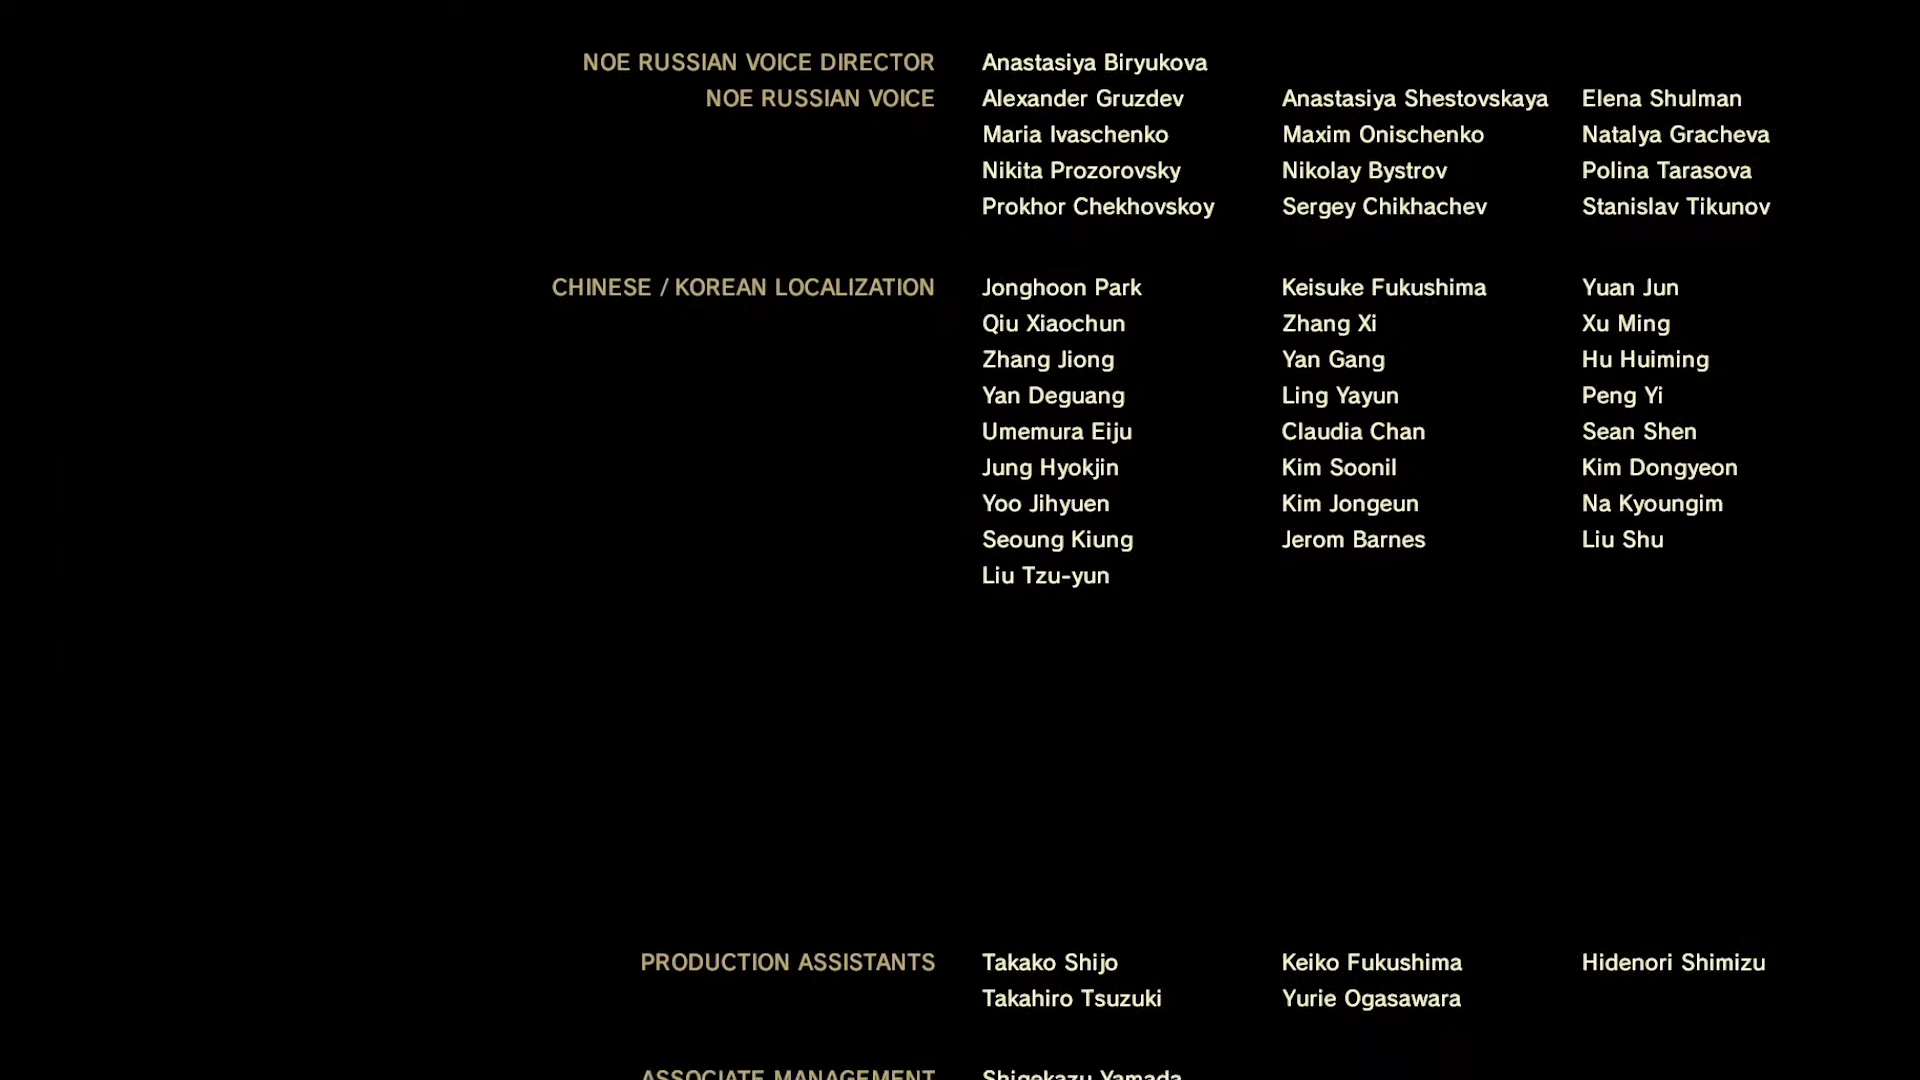 NOE RUSSIAN VOICE DIRECTOR Anastasiya Biryukova
NOE RUSSIAN VOICE Alexander Gruzdev Anastasiya Shestovskaya Elena Shulman
Maria Ivaschenko Maxim Onischenko Natalya Gracheva
Nikita Prozorovsky Nikolay Bystrov Polina Tarasova
Prokhor Chekhovskoy Sergey Chikhachev Stanislav Tikunov
CHINESE / KOREAN LOCALIZATION Jonghoon Park Keisuke Fukushima Yuan Jun
Qiu Xiaochun Zhang Xi Xu Ming
Zhang Jiong Yan Gang Hu Huiming
Yan Deguang Ling Yayun Peng Yi
Umemura Eiju Claudia Chan Sean Shen
Jung Hyokjin Kim Soonil Kim Dongyeon
Yoo Jihyuen Kim Jongeun Na Kyoungim
Seoung Kiung Jerom Barnes Liu Shu
Liu Tzu-yun
PRODUCTION ASSISTANTS Takako Shijo Keiko Fukushima Hidenori Shimizu
Takahiro Tsuzuki Yurie Ogasawara
ASSOCIATE MANAGEMENT Shigekazu Yamada